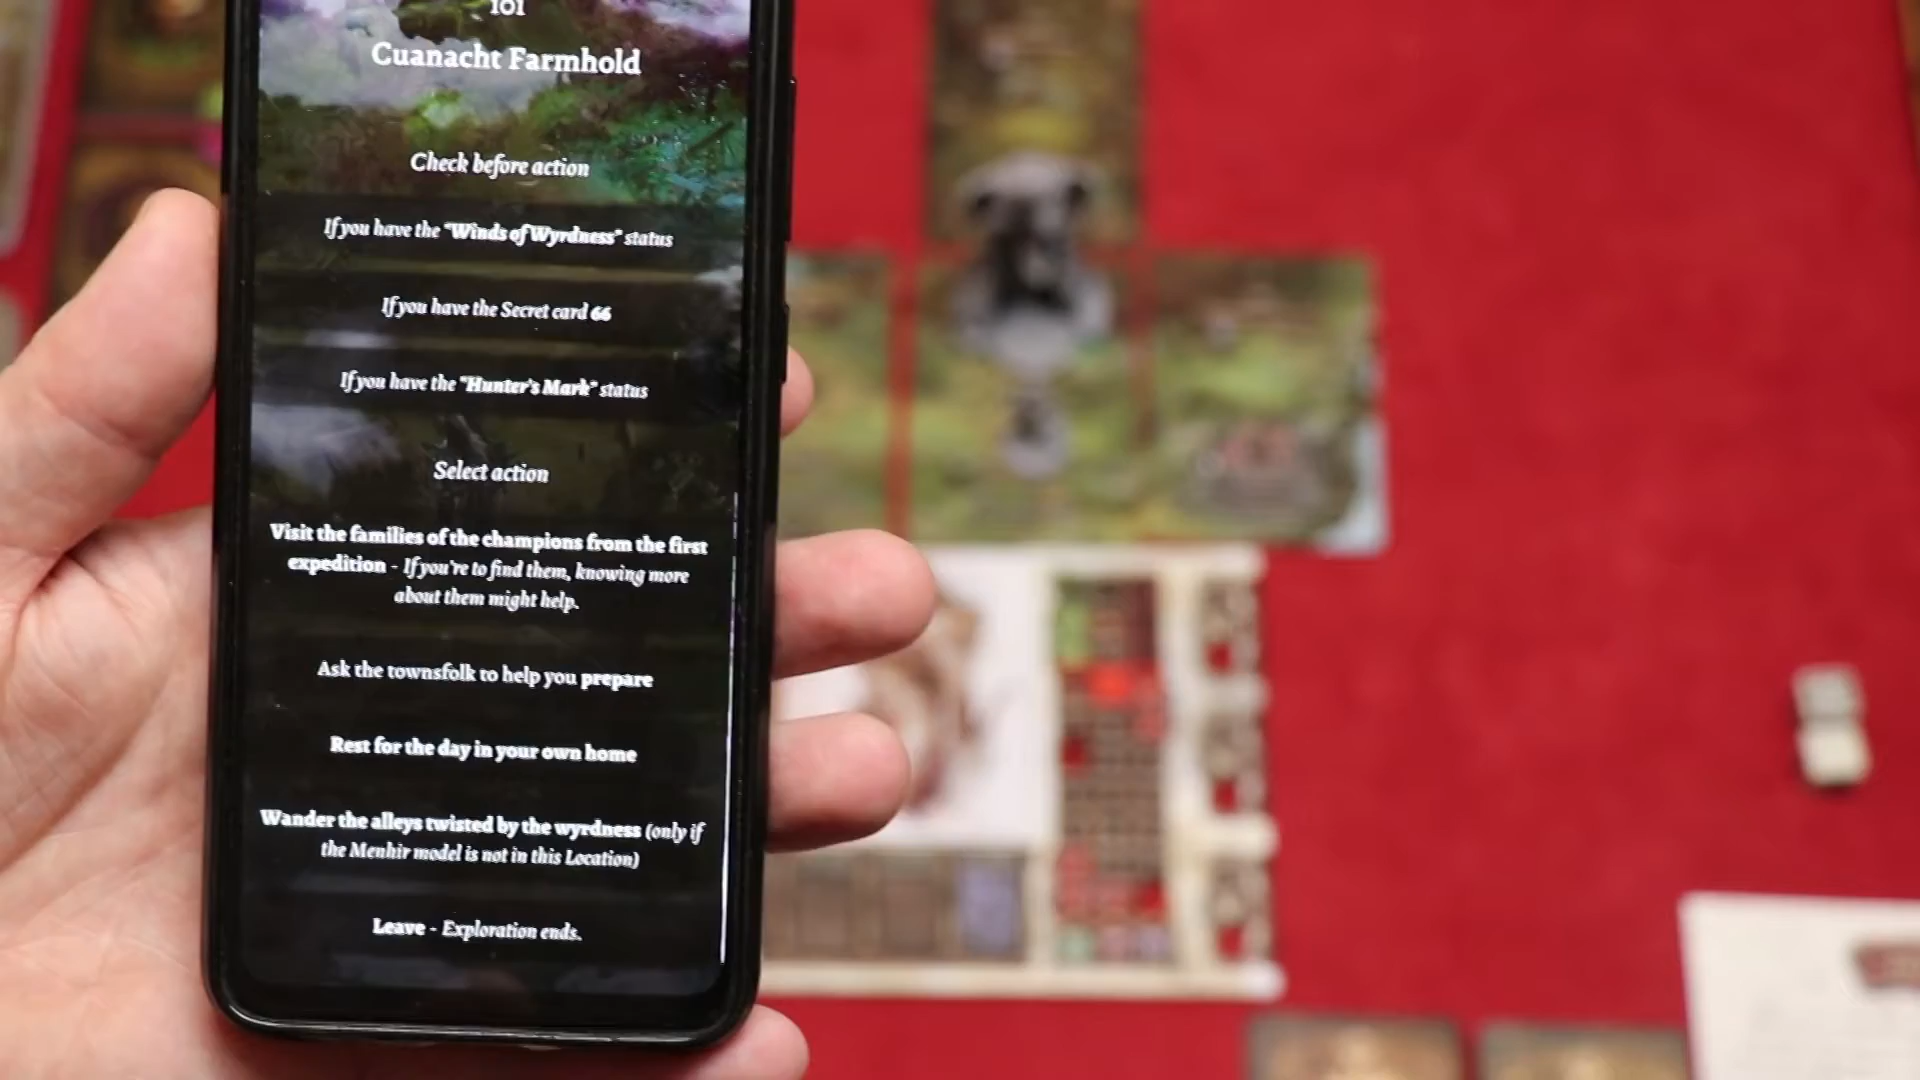 101
Cuanacht Farmhold
Check before action
If you have the "Winds of Wyrdness" status
If you have the Secret card 66
If you have the "Hunter's Mark" status
Select action
Visit the families of the champions from the first
expedition - If you're to find them, knowing more
about them might help.
Ask the townsfolk to help you prepare
Rest for the day in your own home
Wander the alleys twisted by the wyrdness (only if
the Menhir model is not in this Location)
Leave - Exploration ends.